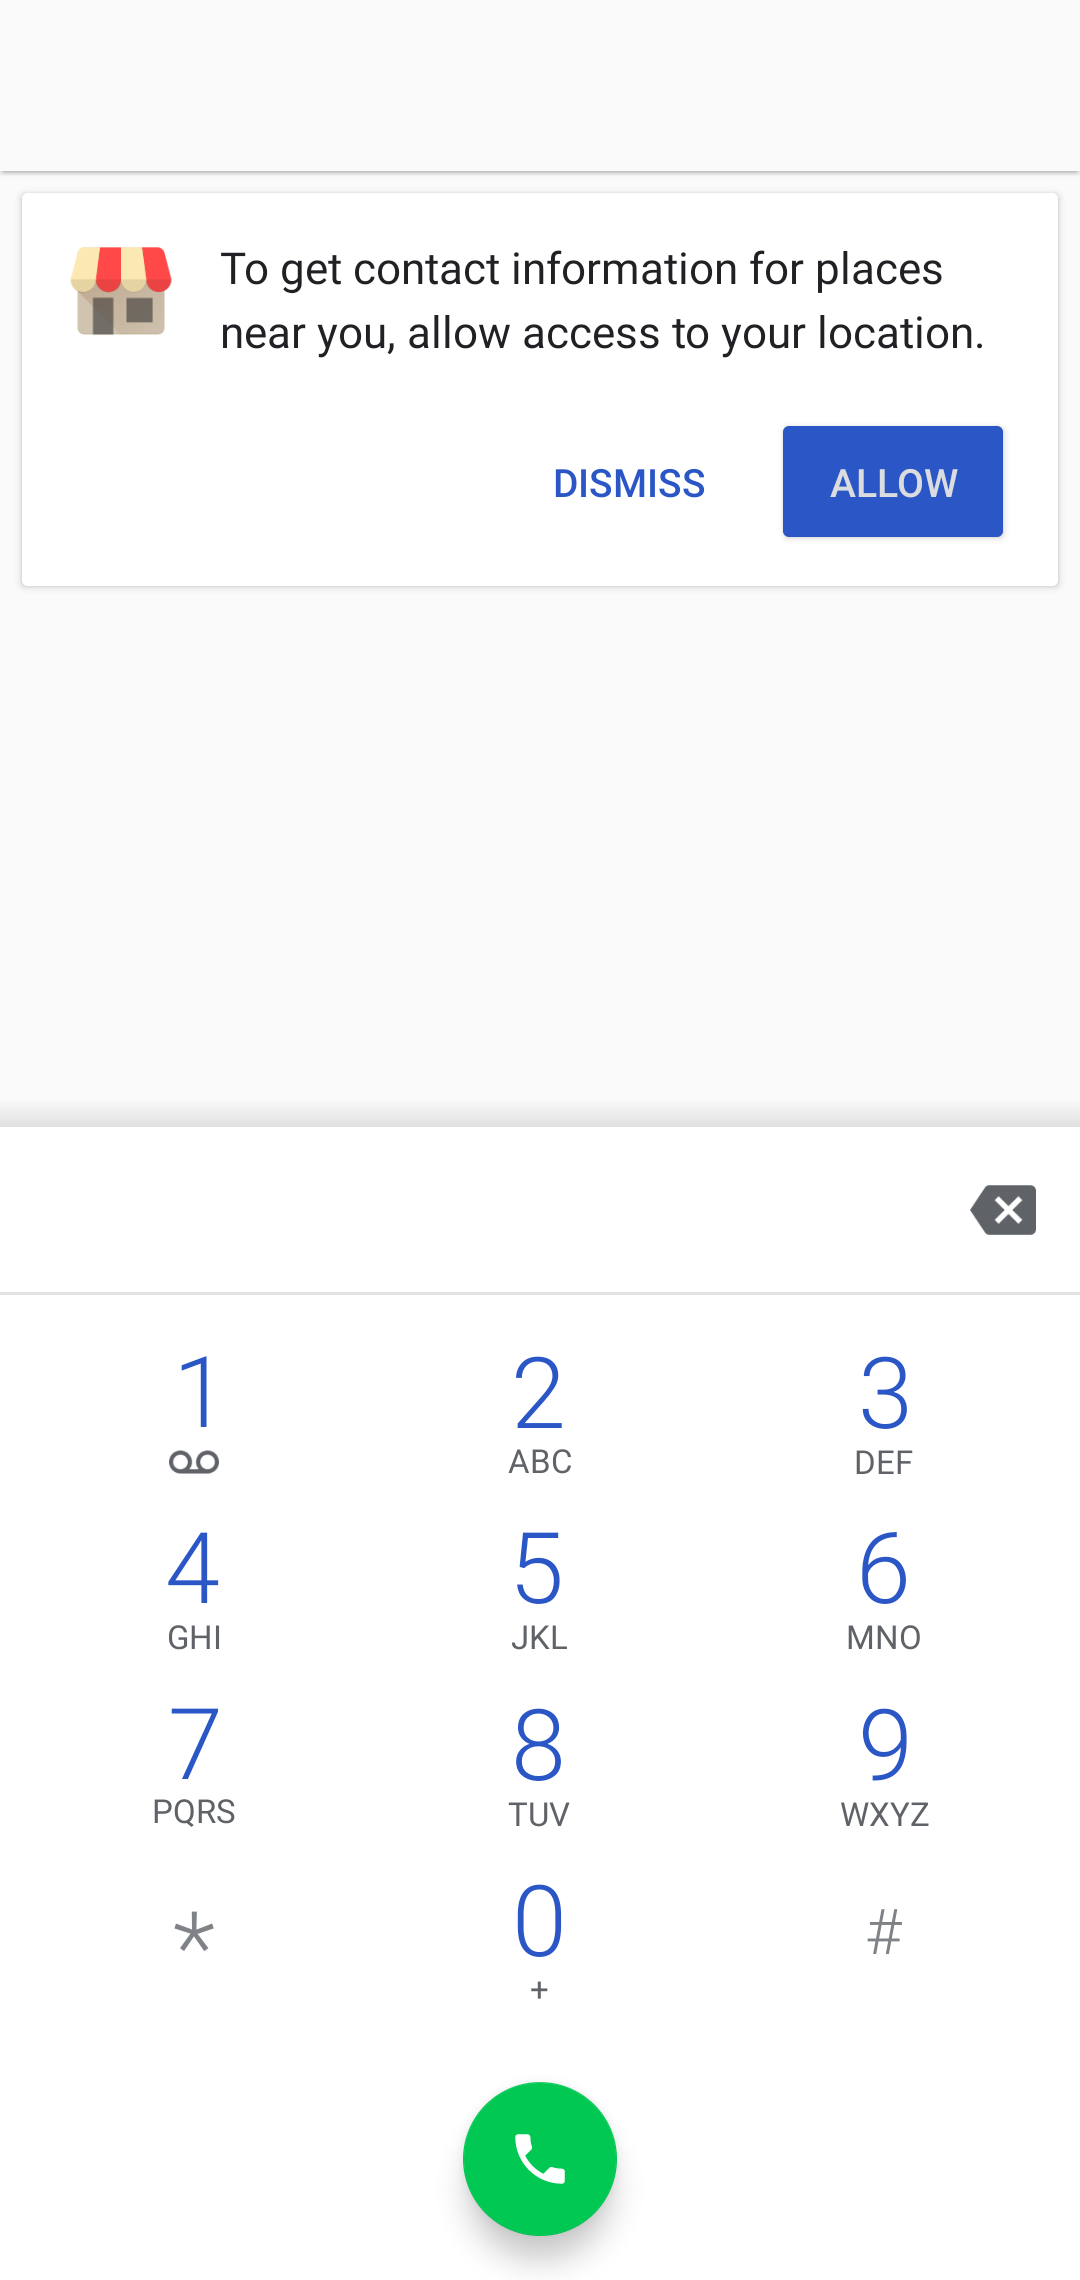 To get contact information for places
near you, allow access to your location.
DISMISS ALLOW
1 2 3
ABC DEF
4 5 6
GHI JKL MNO
7 8 9
PQRS TUV WXYZ
* 0 #
+